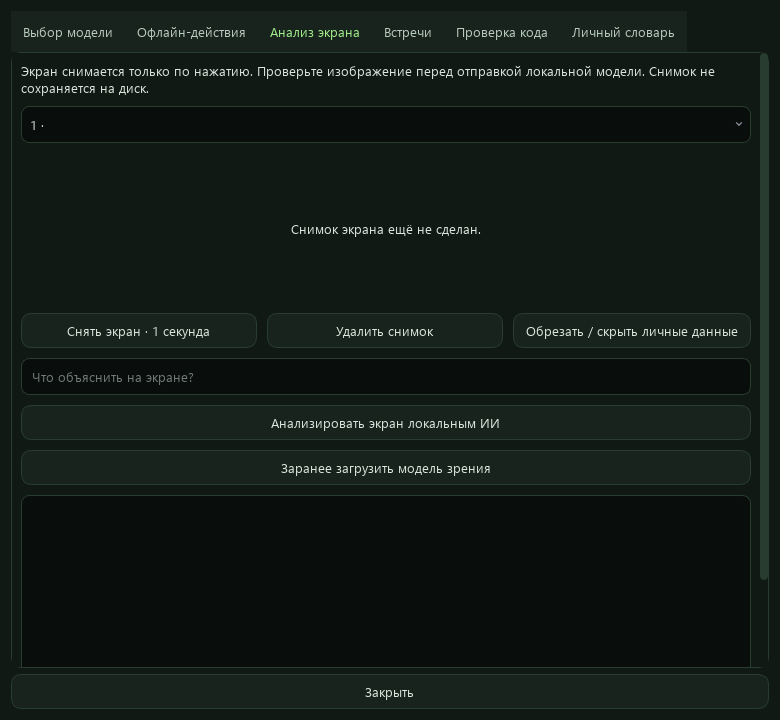 Выбор модели Офлайн-действия Анализ экрана Встречи Проверка кода Личный словарь
Экран снимается только по нажатию. Проверьте изображение перед отправкой локальной модели. Снимок не
сохраняется на диск.
1 ·
Снимок экрана ещё не сделан.
Снять экран · 1 секунда Удалить снимок Обрезать / скрыть личные данные
Что объяснить на экране?
Анализировать экран локальным ИИ
Заранее загрузить модель зрения
Закрыть